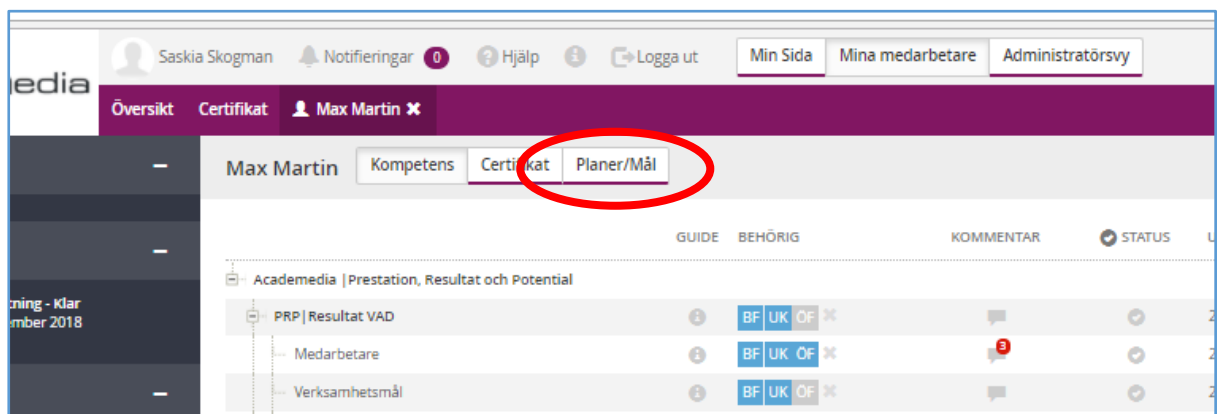 Saskia Skogman Notifieringar 0 Hjälp Logga ut Min Sida Mina medarbetare Administratörsvy
edia
Översikt Certifikat Max Martin
Max Martin Kompetens Certifikat Planer/Mål
GUIDE BEHÖRIG KOMMENTAR STATUS U
Academedia |Prestation, Resultat och Potential
tning - Klar
ember 2018
PRP|Resultat VAD BF UK ÖF
Medarbetare BF UK ÖF 3
Verksamhetsmål BF UK ÖF